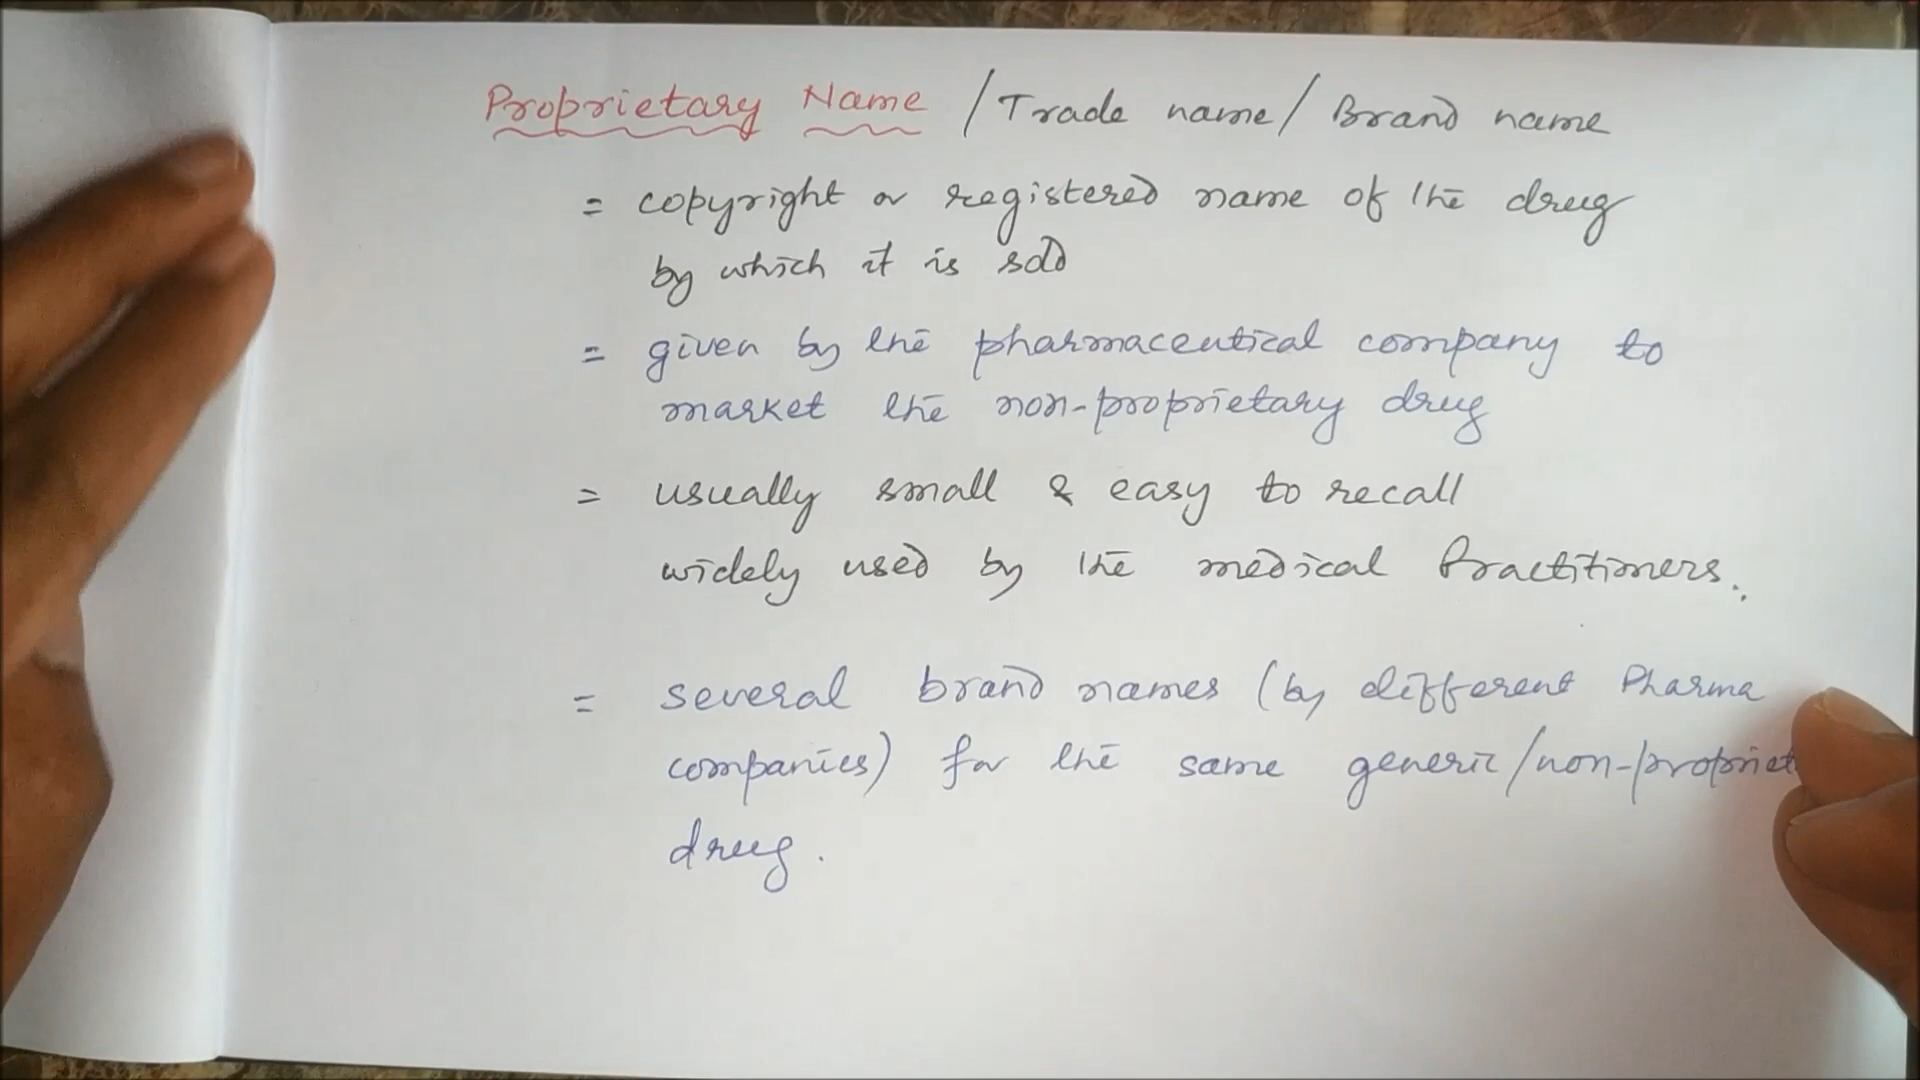 Proprietary Name / Trade name / Brand name
= copyright or registered name of the drug
by which it is sold
= given by the pharmaceutical company to
market the non-proprietary drug
= usually small & easy to recall
widely used by the medical Practitioners.
= several brand names (by different Pharma
companies) for the same generic/non-propriet
drug.